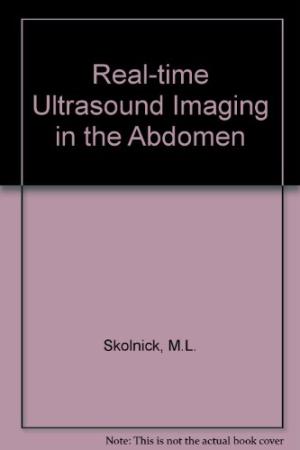 Real-time
Ultrasound Imaging
in the Abdomen
Skolnick, M.L.
Note: This is not the actual book cover